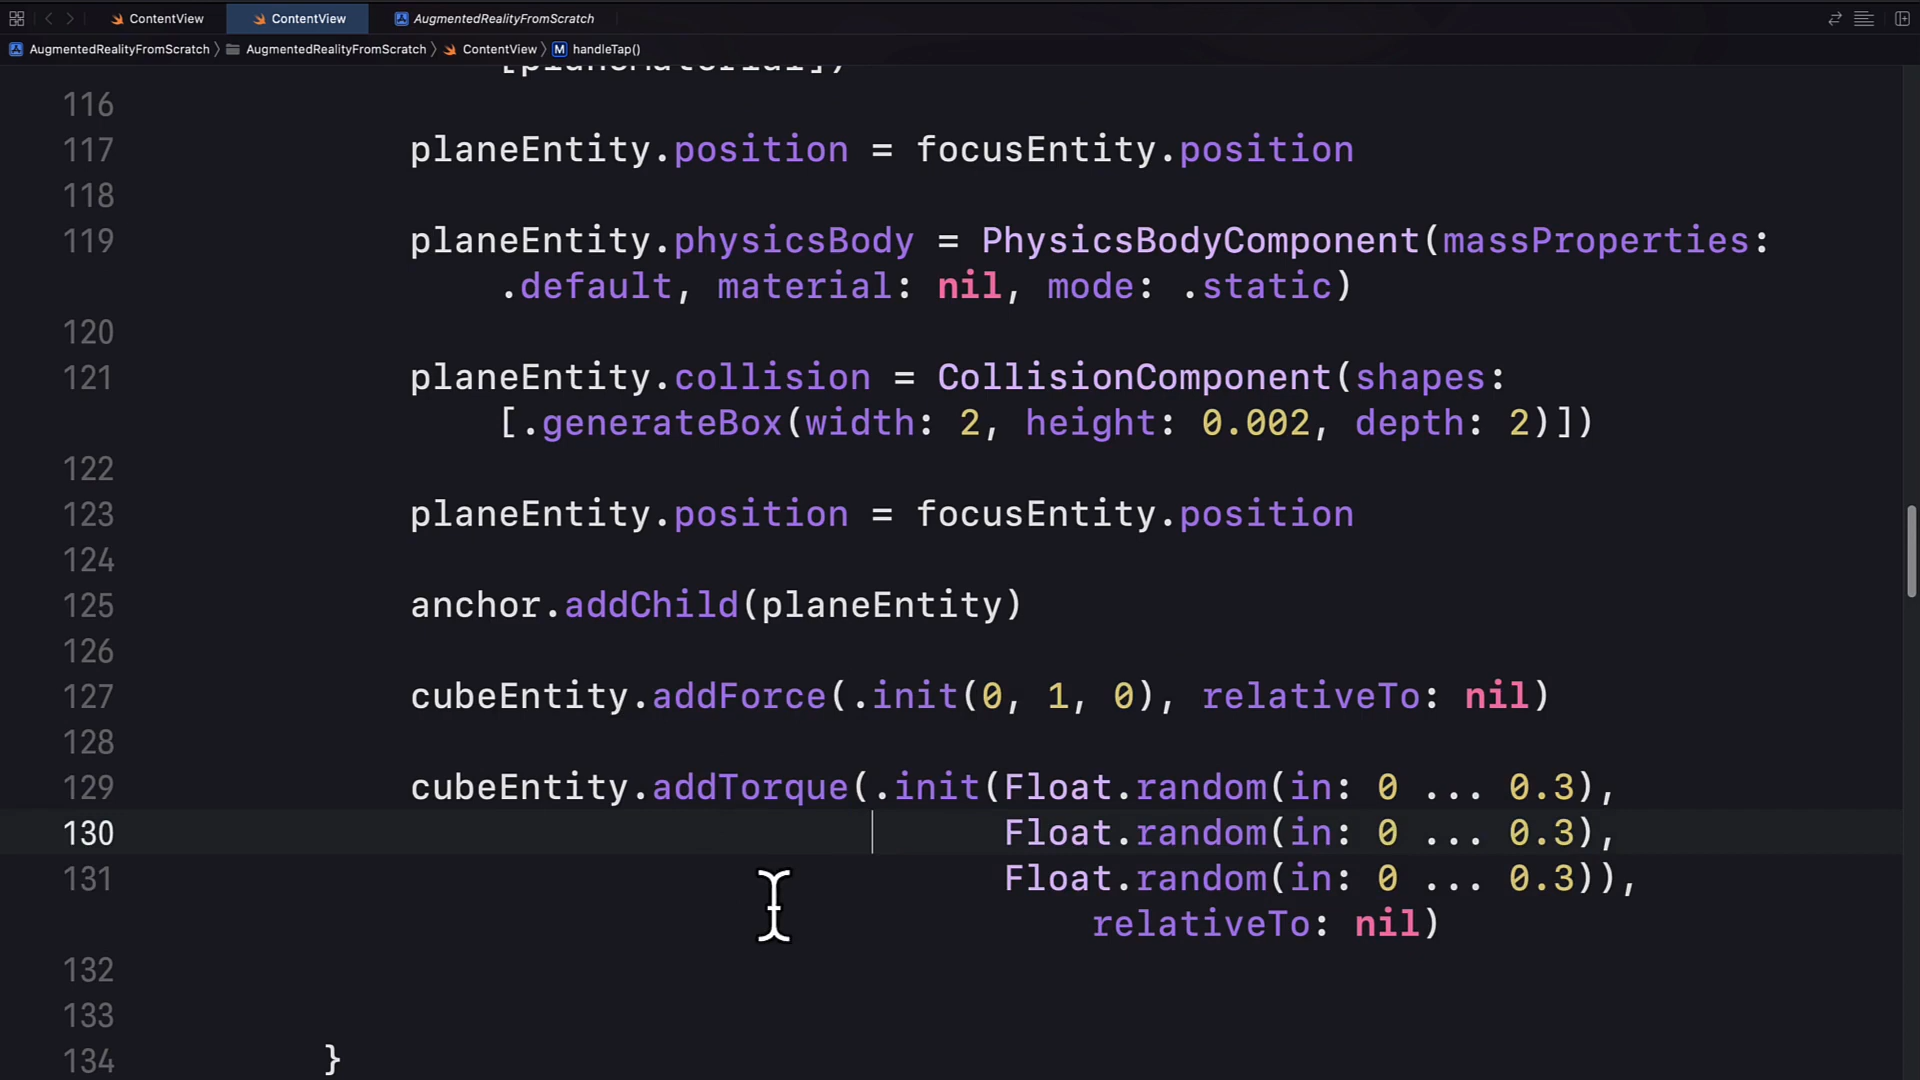 ContentView ContentView AugmentedRealityFromScratch
AugmentedRealityFromScratch AugmentedRealityFromScratch ContentView M handleTap()
[planeMaterial])
116
117 planeEntity.position = focusEntity.position
118
119 planeEntity.physicsBody = PhysicsBodyComponent(massProperties:
.default, material: nil, mode: .static)
120
121 planeEntity.collision = CollisionComponent(shapes:
[.generateBox(width: 2, height: 0.002, depth: 2)])
122
123 planeEntity.position = focusEntity.position
124
125 anchor.addChild(planeEntity)
126
127 cubeEntity.addForce(.init(0, 1, 0), relativeTo: nil)
128
129 cubeEntity.addTorque(.init(Float.random(in: 0 ... 0.3),
130 Float.random(in: 0 ... 0.3),
131 Float.random(in: 0 ... 0.3)),
relativeTo: nil)
132
133
134 }